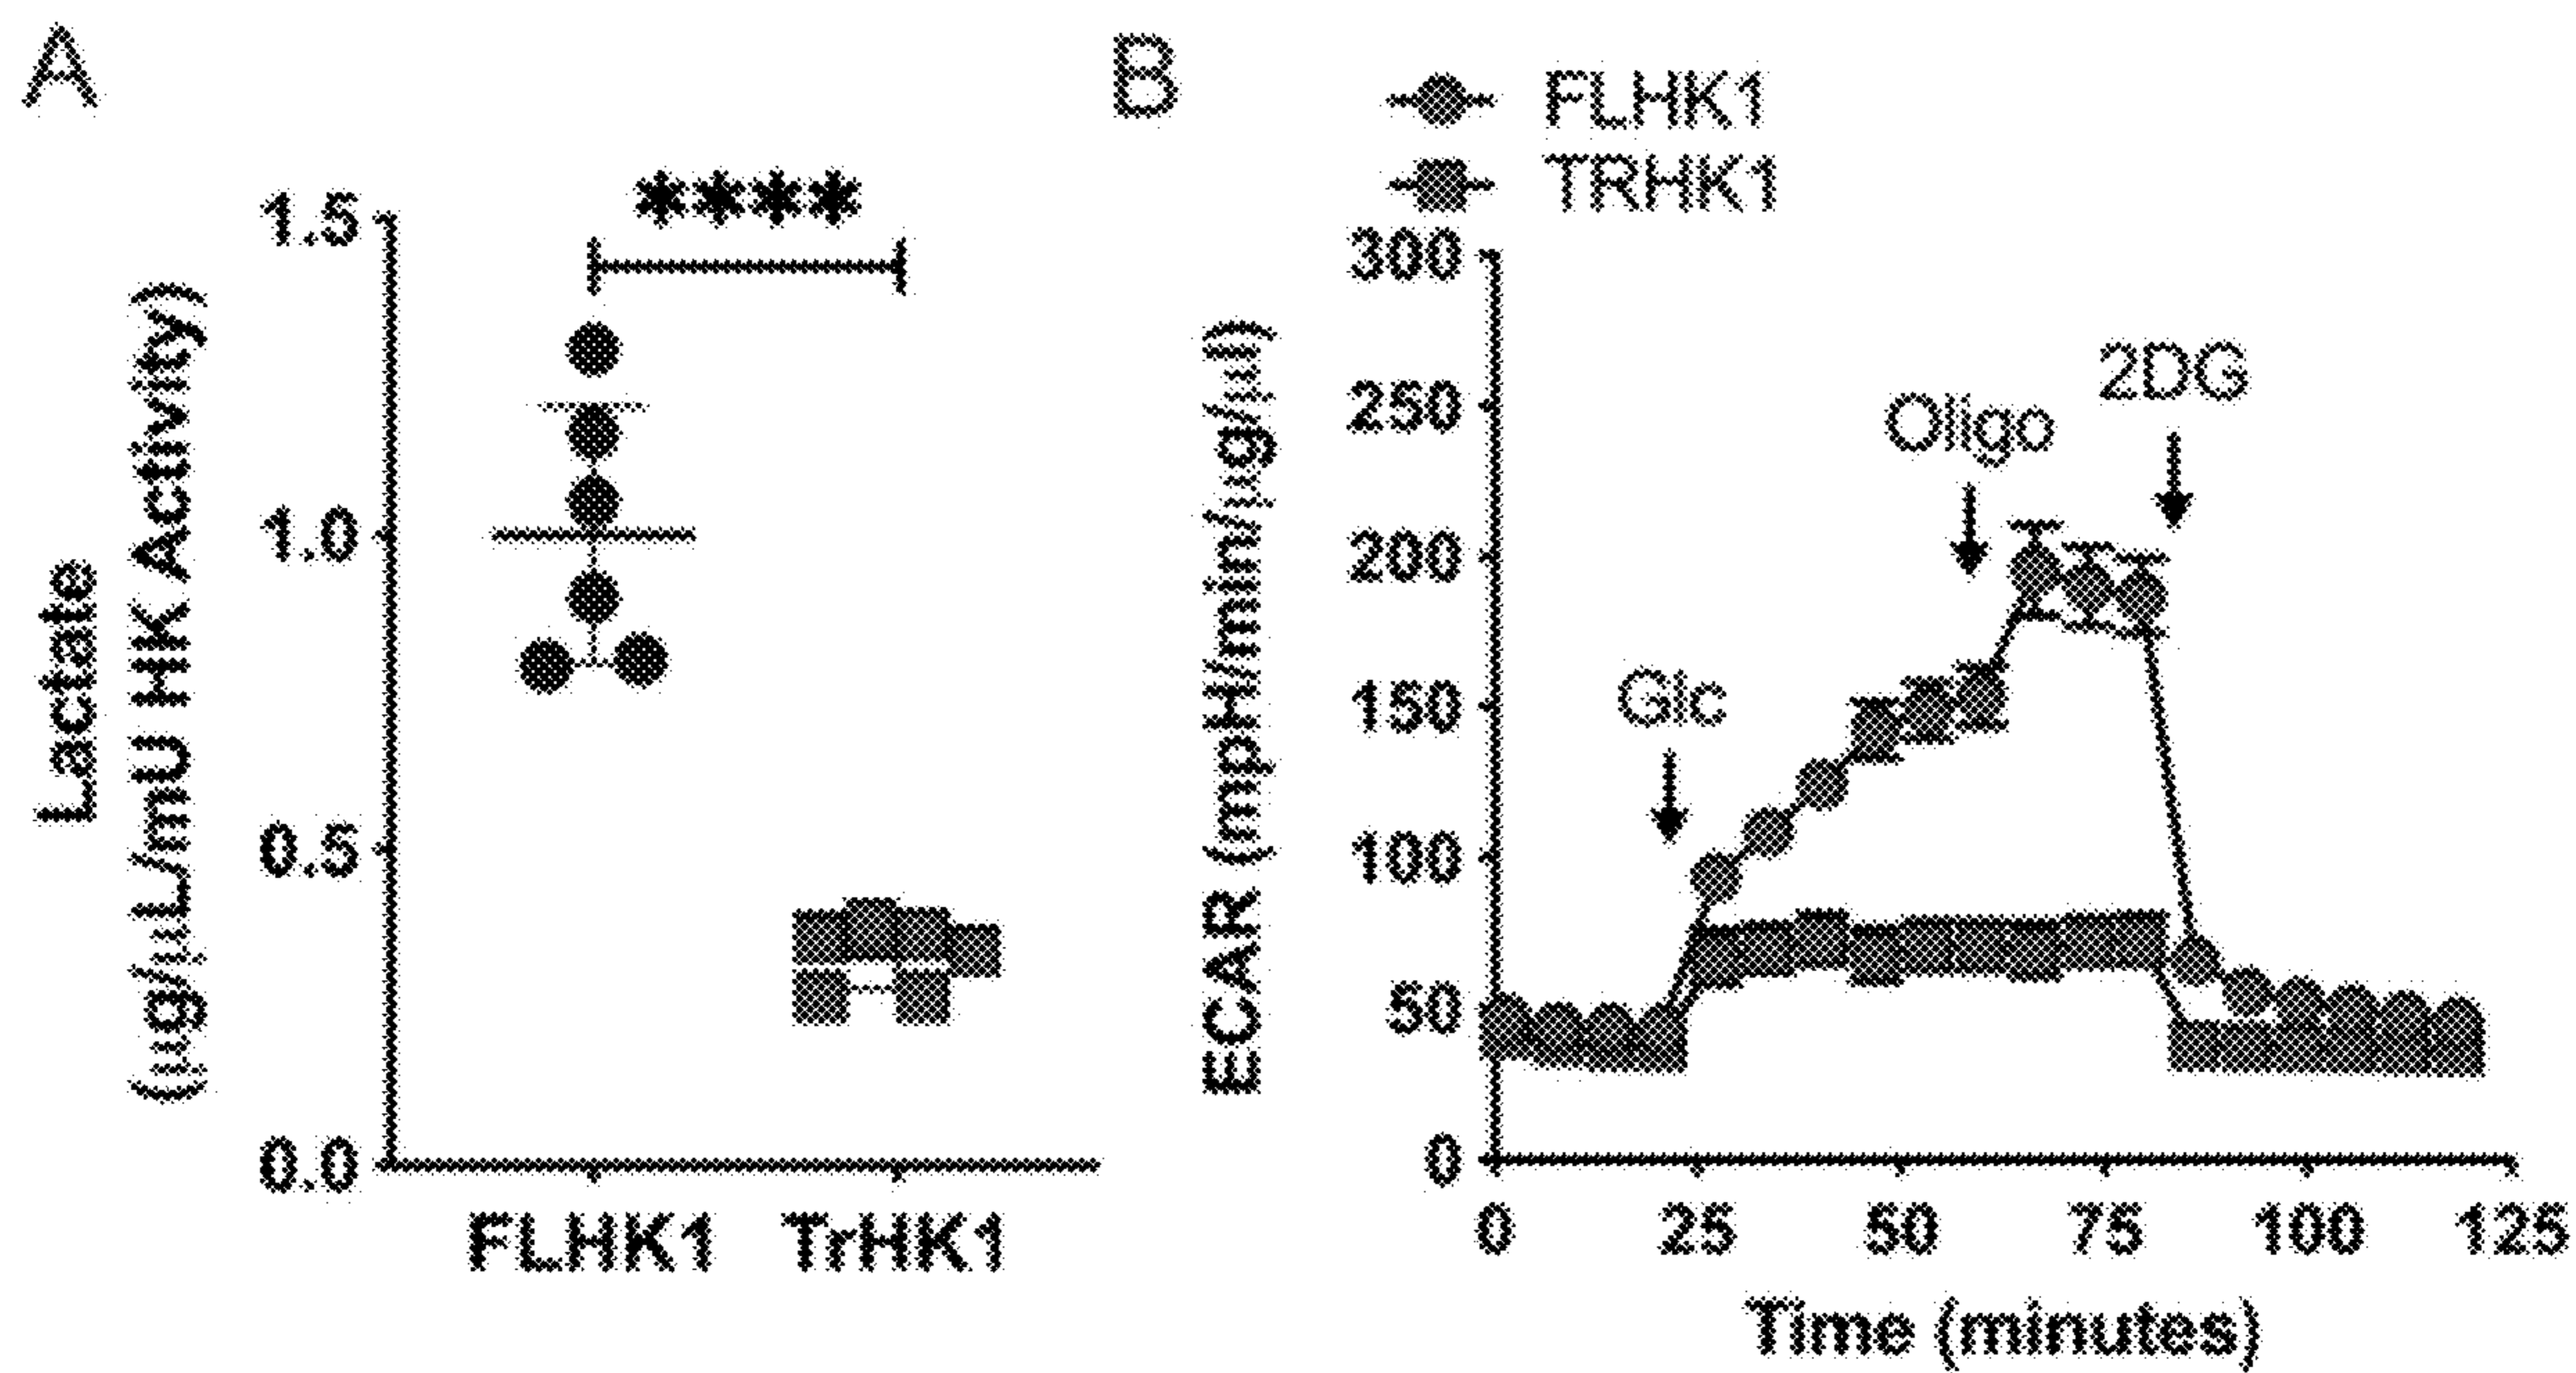 A
Lactate
(µg/µL/mU HK Activity)
1.5
1.0
0.5
0.0
****
FLHK1 TrHK1
B
FLHK1
TRHK1
ECAR (mpH/min/µg/µl)
300
250
200
150
100
50
0
Glc
Oligo
2DG
0 25 50 75 100 125
Time (minutes)